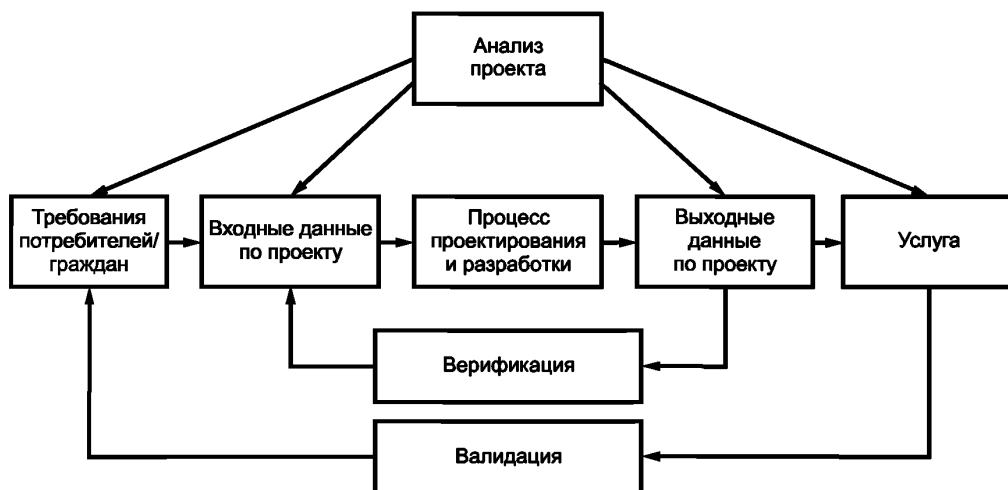 Анализ
проекта
Требования
потребителей/
граждан
Входные данные
по проекту
Процесс
проектирования
и разработки
Выходные
данные
по проекту
Услуга
Верификация
Валидация